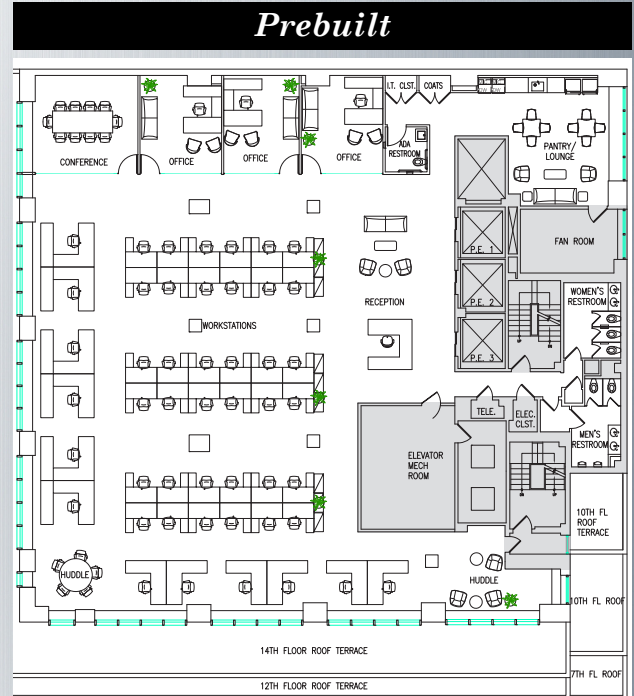 Prebuilt
I.T. CLST.
COATS
DW
DW
CONFERENCE
OFFICE
OFFICE
OFFICE
ADA
RESTROOM
PANTRY/
LOUNGE
P.E. 1
FAN ROOM
P.E. 2
WOMEN'S
RESTROOM
RECEPTION
WORKSTATIONS
P.E. 3
TELE.
ELEC.
CLST.
MEN'S
RESTROOM
ELEVATOR
MECH
ROOM
10TH FL
ROOF
TERRACE
HUDDLE
HUDDLE
10TH FL ROOF
14TH FLOOR ROOF TERRACE
7TH FL ROOF
12TH FLOOR ROOF TERRACE